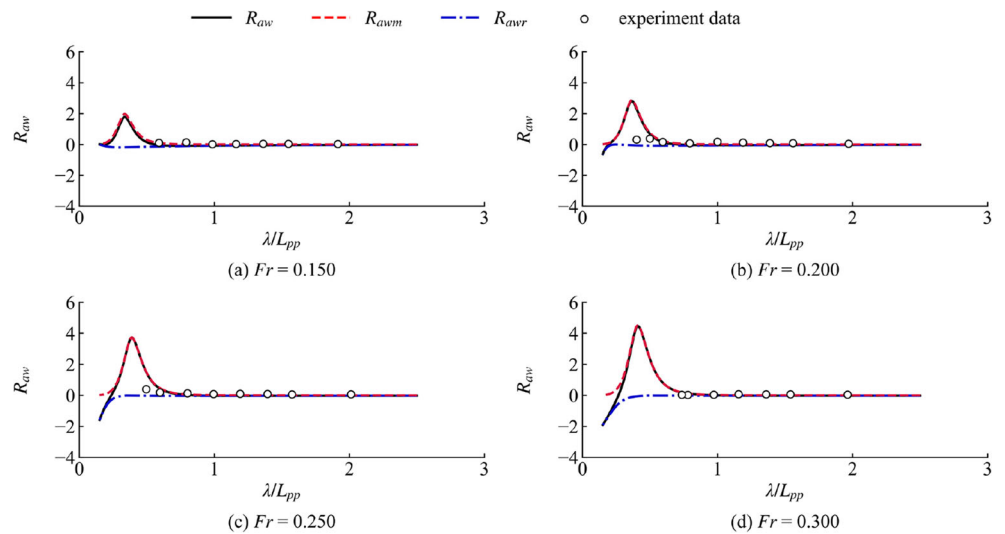 R_aw R_awm R_awr experiment data
6 6
4 4
2 2
R_aw 0 R_aw 0
−2 −2
−4 −4
0 1 2 3 0 1 2 3
λ/L_pp λ/L_pp
(a) Fr = 0.150 (b) Fr = 0.200
6 6
4 4
2 2
R_aw 0 R_aw 0
−2 −2
−4 −4
0 1 2 3 0 1 2 3
λ/L_pp λ/L_pp
(c) Fr = 0.250 (d) Fr = 0.300